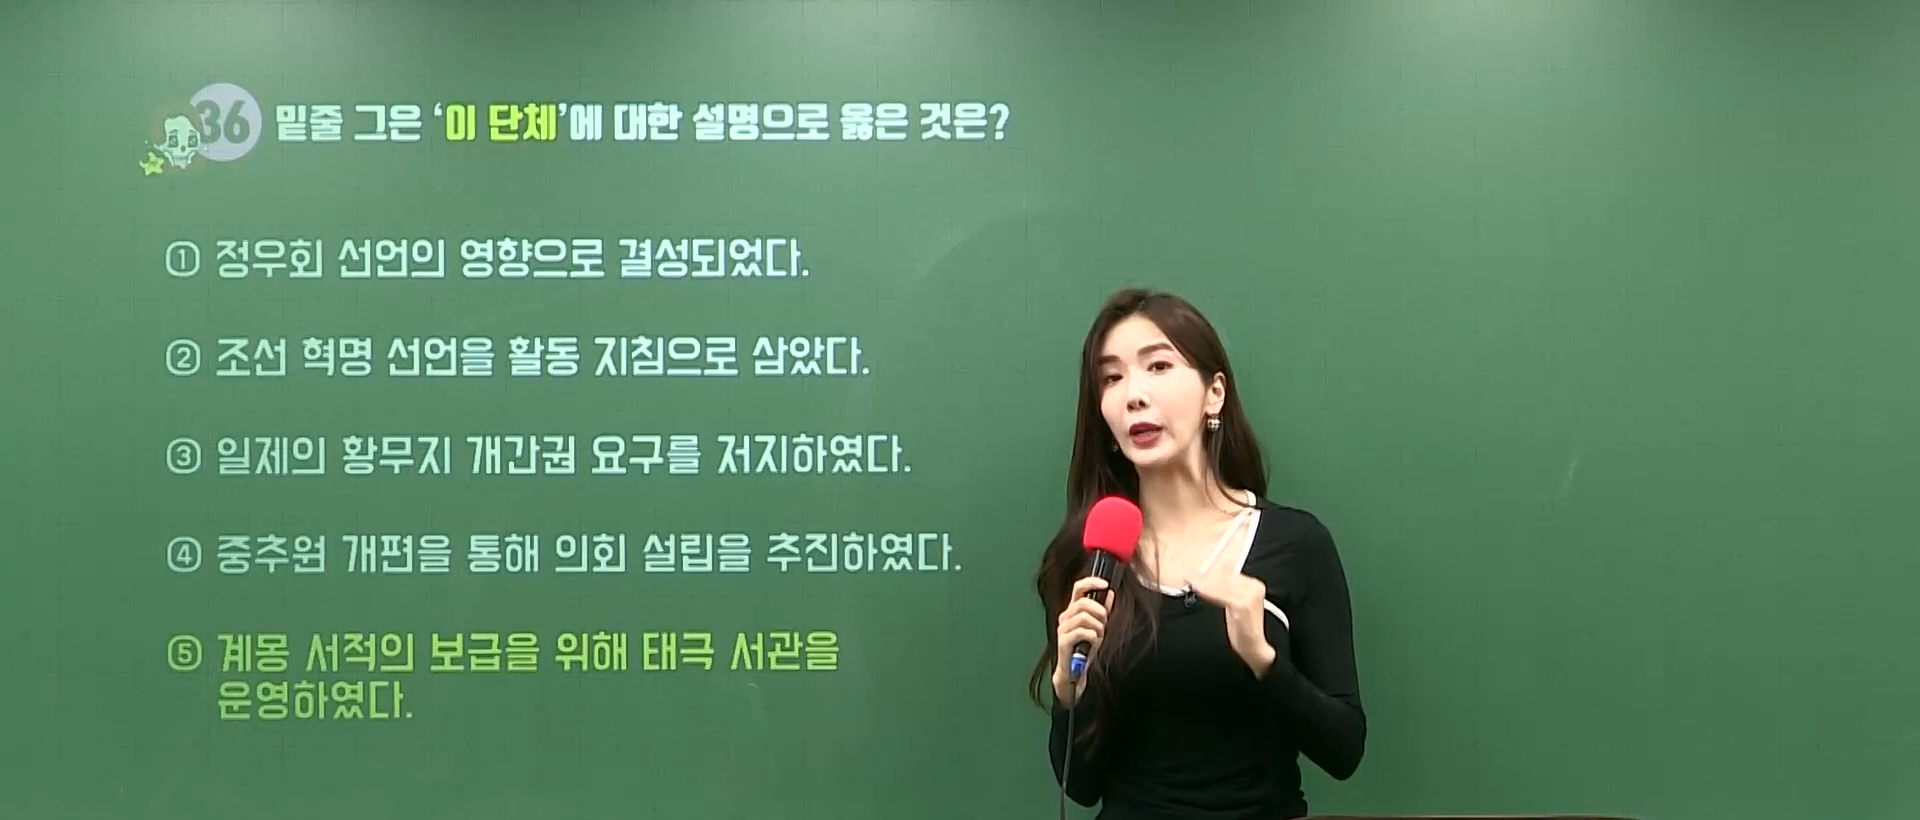 36 밑줄 그은 ‘이 단체’에 대한 설명으로 옳은 것은?
① 정우회 선언의 영향으로 결성되었다.
② 조선 혁명 선언을 활동 지침으로 삼았다.
③ 일제의 황무지 개간권 요구를 저지하였다.
④ 중추원 개편을 통해 의회 설립을 추진하였다.
⑤ 계몽 서적의 보급을 위해 태극 서관을
운영하였다.